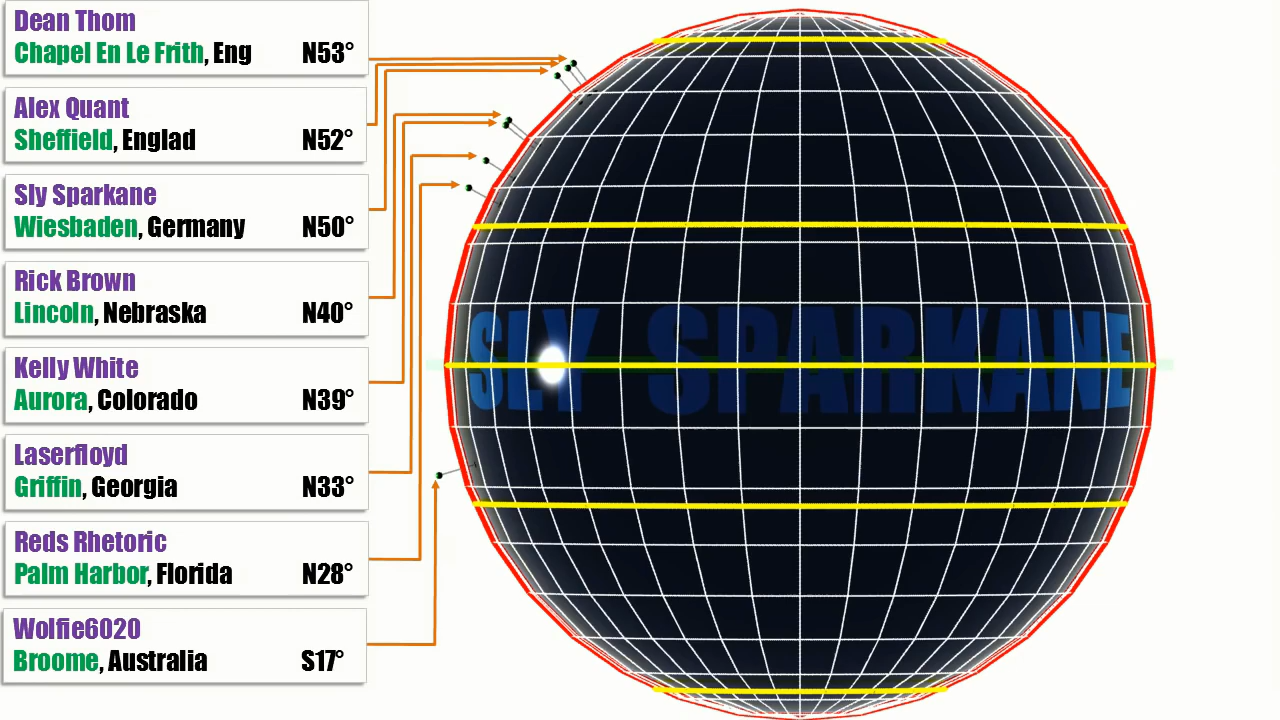 Dean Thom
Chapel En Le Frith, Eng N53°
Alex Quant
Sheffield, Englad N52°
Sly Sparkane
Wiesbaden, Germany N50°
Rick Brown
Lincoln, Nebraska N40°
Kelly White
Aurora, Colorado N39°
Laserfloyd
Griffin, Georgia N33°
Reds Rhetoric
Palm Harbor, Florida N28°
Wolfie6020
Broome, Australia S17°
SLY SPARKANE